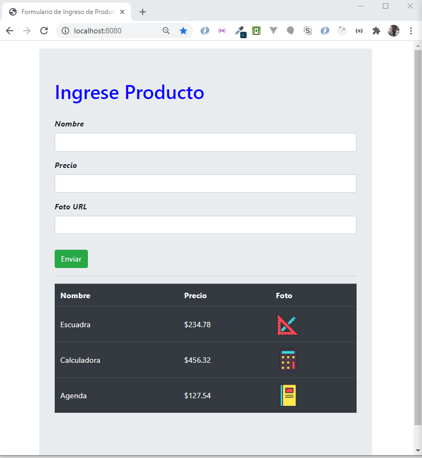 Formulario de Ingreso de Produ
localhost:8080
Ingrese Producto
Nombre
Precio
Foto URL
Enviar
Nombre Precio Foto
Escuadra $234.78
Calculadora $456.32
Agenda $127.54